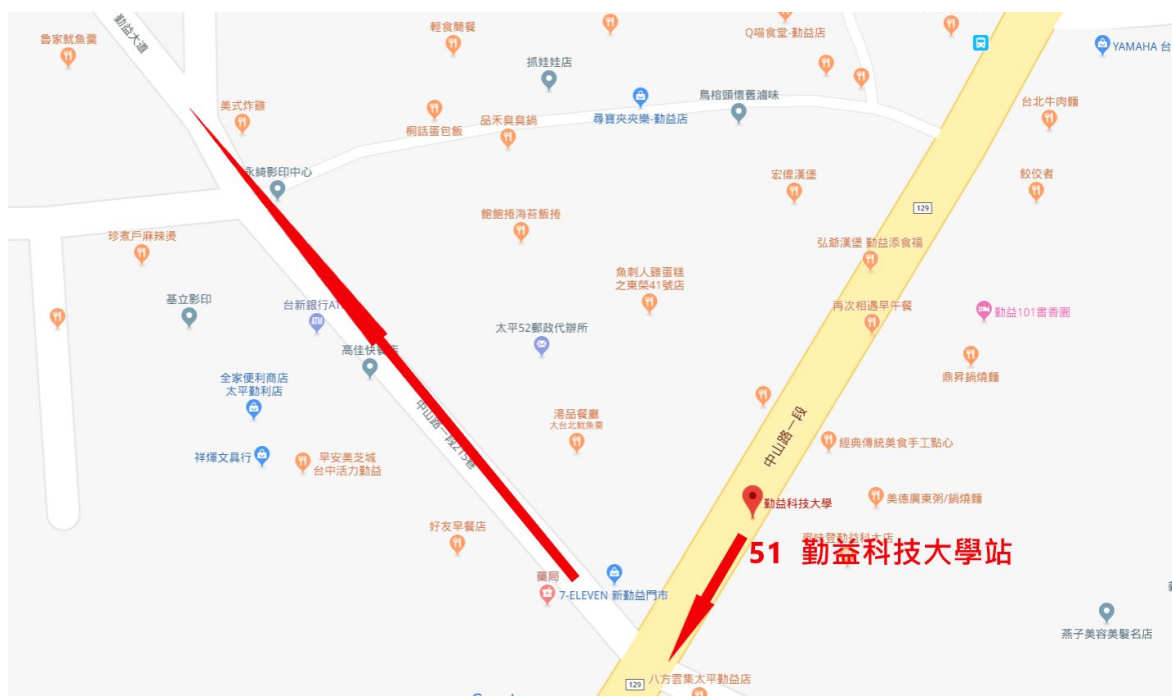 勤益大道
魯家魷魚羹
輕食簡餐
Q喵食堂-勤益店
YAMAHA 台
抓娃娃店
美式炸雞
桐話蛋包飯
品禾臭臭鍋
尋寶夾夾樂-勤益店
鳥榕頭懷舊滷味
台北牛肉麵
永綺影印中心
宏偉漢堡
餃佼者
129
飽飽捲海苔飯捲
珍煮戶麻辣燙
弘爺漢堡 勤益添食福
魚刺人雞蛋糕
之東榮41號店
基立影印
台新銀行AT
太平52郵政代辦所
再次相遇早午餐
勤益101書香園
高佳快餐店
鼎昇鍋燒麵
全家便利商店
太平勤利店
中山路一段215巷
湯品餐廳
大台北魷魚羹
中山路一段
經典傳統美食手工點心
祥燡文具行
早安美芝城
台中活力勤益
勤益科技大學
美德廣東粥/鍋燒麵
好友早餐店
51 勤益科技大學站
藥局
7-ELEVEN 新勤益門市
燕子美容美髮名店
129
八方雲集太平勤益店